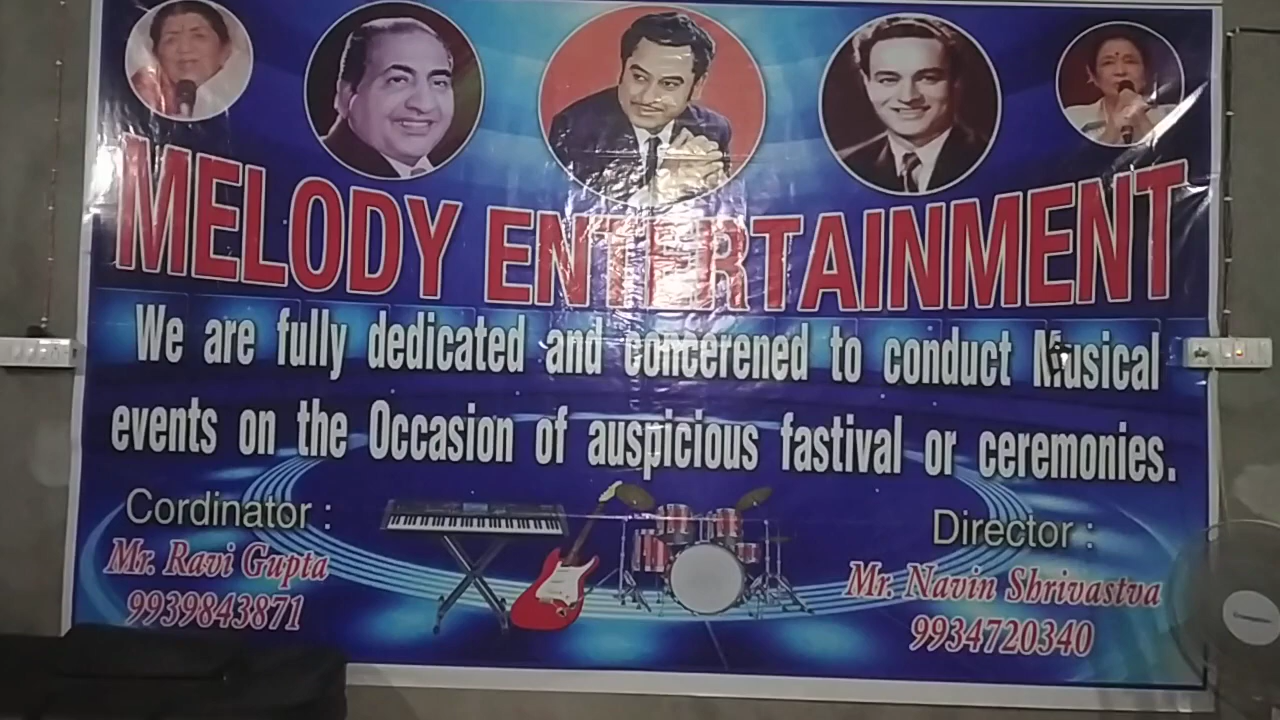 MELODY ENTERTAINMENT
We are fully dedicated and concerened to conduct Musical
events on the Occasion of auspicious fastival or ceremonies.
Cordinator :
Mr. Ravi Gupta
9939843871
Director :
Mr. Navin Shrivastva
9934720340